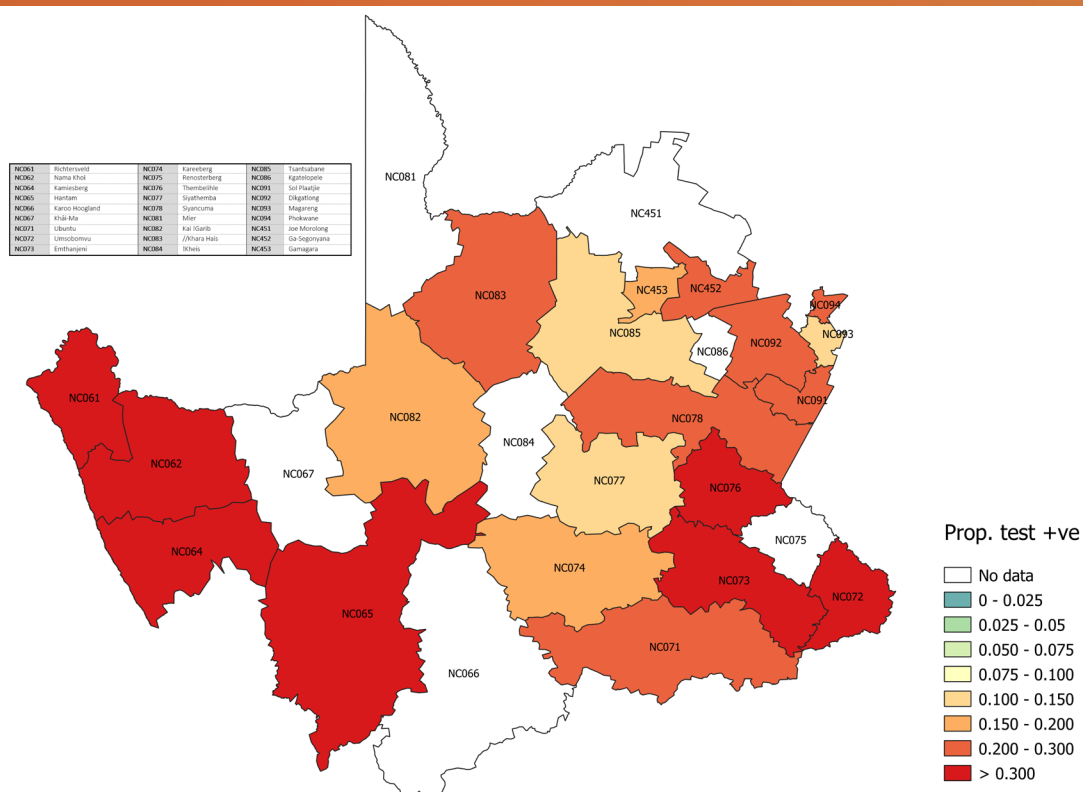 NC061 Richtersveld NC074 Kareeberg NC085 Tsantsabane
NC062 Nama Khoi NC075 Renosterberg NC086 Kgatelopele
NC064 Kamiesberg NC076 Thembelihle NC091 Sol Plaatjie
NC065 Hantam NC077 Siyathemba NC092 Dikgatlong
NC066 Karoo Hoogland NC078 Siyancuma NC093 Magareng
NC067 Khâi-Ma NC081 Mier NC094 Phokwane
NC071 Ubuntu NC082 Kai !Garib NC451 Joe Morolong
NC072 Umsobomvu NC083 //Khara Hais NC452 Ga-Segonyana
NC073 Emthanjeni NC084 !Kheis NC453 Gamagara
NC081
NC451
NC083
NC453
NC452
NC094
NC085
NC086
NC092
NC093
NC061
NC091
NC082
NC078
NC084
NC062
NC067
NC077
NC076
NC064
NC075
NC074
NC073
NC072
NC065
NC071
NC066
Prop. test +ve
No data
0 - 0.025
0.025 - 0.05
0.050 - 0.075
0.075 - 0.100
0.100 - 0.150
0.150 - 0.200
0.200 - 0.300
> 0.300